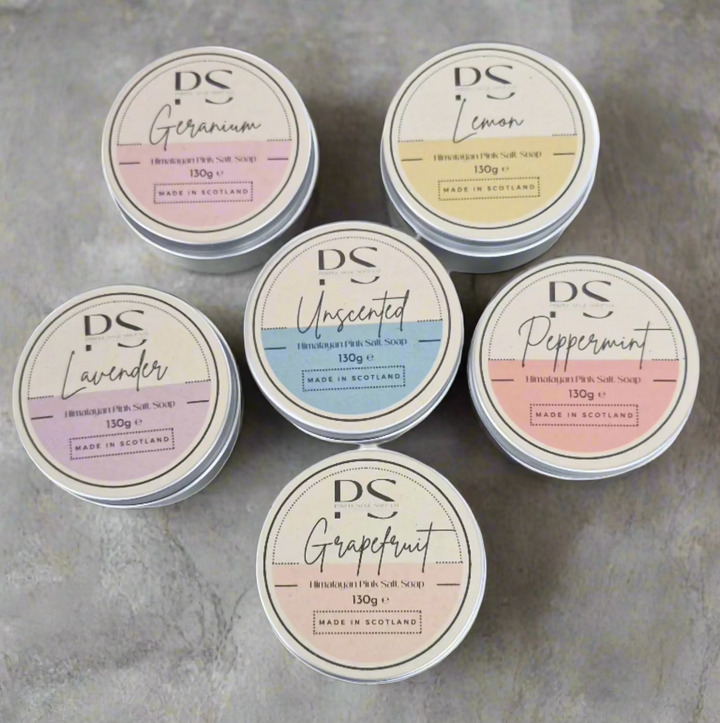 PS
Geranium
Himalayan Pink Salt Soap
130g e
MADE IN SCOTLAND
PS
Lemon
Himalayan Pink Salt Soap
130g e
MADE IN SCOTLAND
PS
Lavender
Himalayan Pink Salt Soap
130g e
MADE IN SCOTLAND
PS
Unscented
Himalayan Pink Salt Soap
130g e
MADE IN SCOTLAND
PS
Peppermint
Himalayan Pink Salt Soap
130g e
MADE IN SCOTLAND
PS
Grapefruit
Himalayan Pink Salt Soap
130g e
MADE IN SCOTLAND